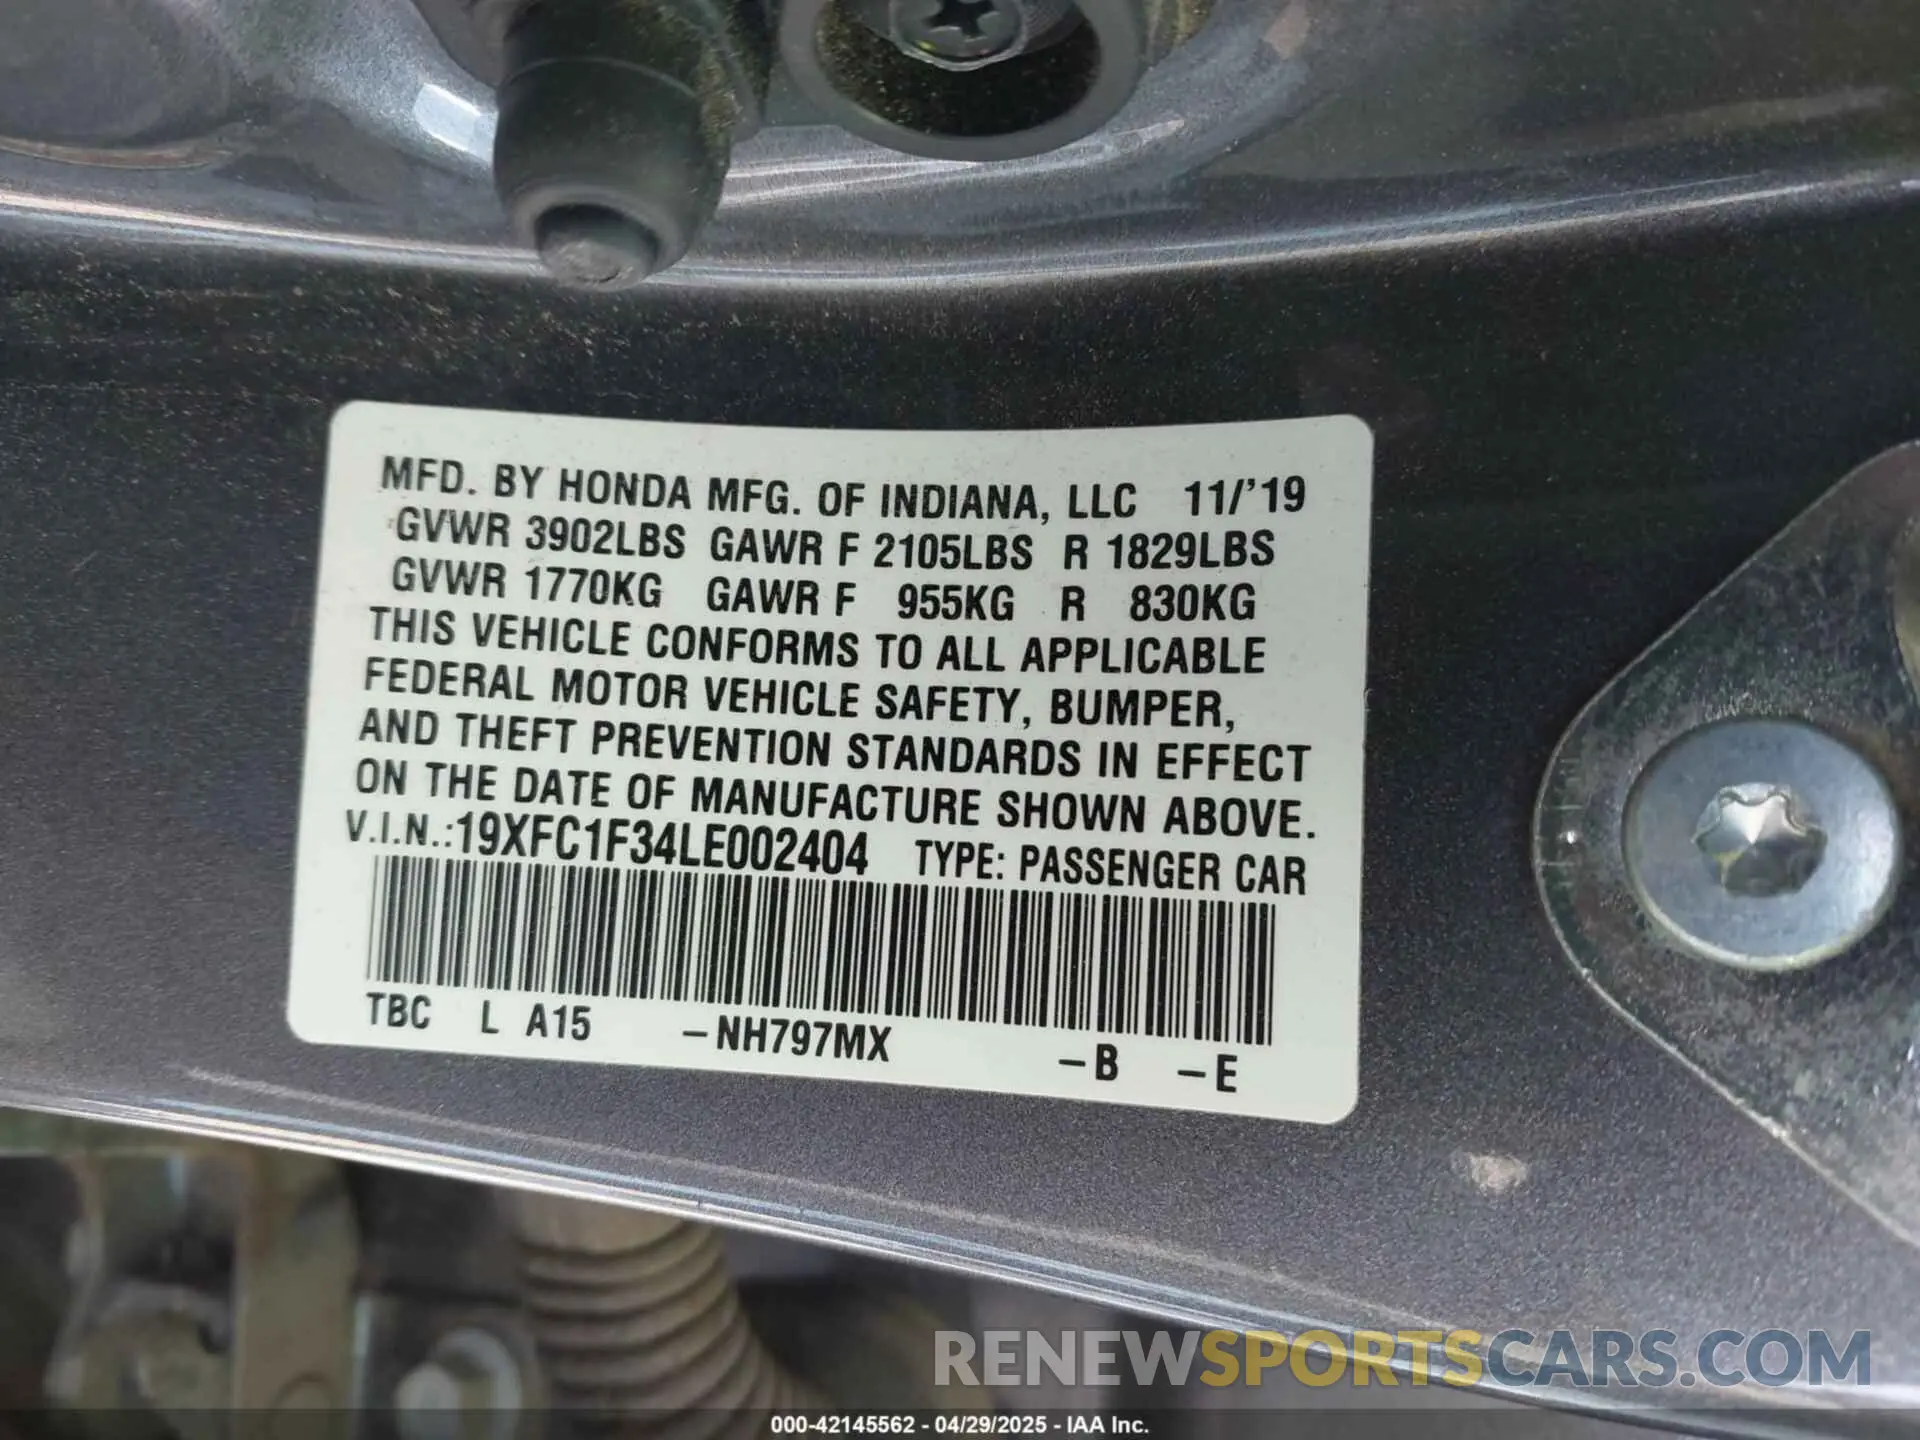 MFD. BY HONDA MFG. OF INDIANA, LLC 11/'19
GVWR 3902LBS GAWR F 2105LBS R 1829LBS
GVWR 1770KG GAWR F 955KG R 830KG
THIS VEHICLE CONFORMS TO ALL APPLICABLE
FEDERAL MOTOR VEHICLE SAFETY, BUMPER,
AND THEFT PREVENTION STANDARDS IN EFFECT
ON THE DATE OF MANUFACTURE SHOWN ABOVE.
V.I.N.:19XFC1F34LE002404 TYPE: PASSENGER CAR
TBC L A15 –NH797MX –B –E
RENEWSPORTSCARS.COM
000-42145562 - 04/29/2025 - IAA Inc.